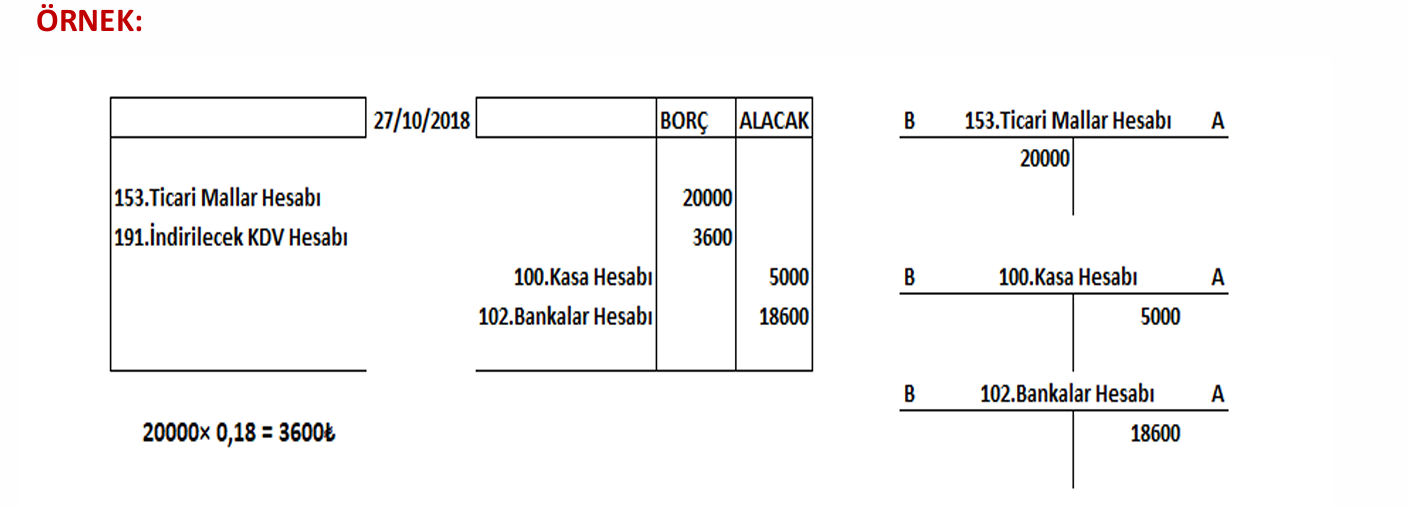 ÖRNEK:
27/10/2018 BORÇ ALACAK
153.Ticari Mallar Hesabı 20000
191.İndirilecek KDV Hesabı 3600
100.Kasa Hesabı 5000
102.Bankalar Hesabı 18600
20000× 0,18 = 3600₺
B 153.Ticari Mallar Hesabı A
20000
B 100.Kasa Hesabı A
5000
B 102.Bankalar Hesabı A
18600